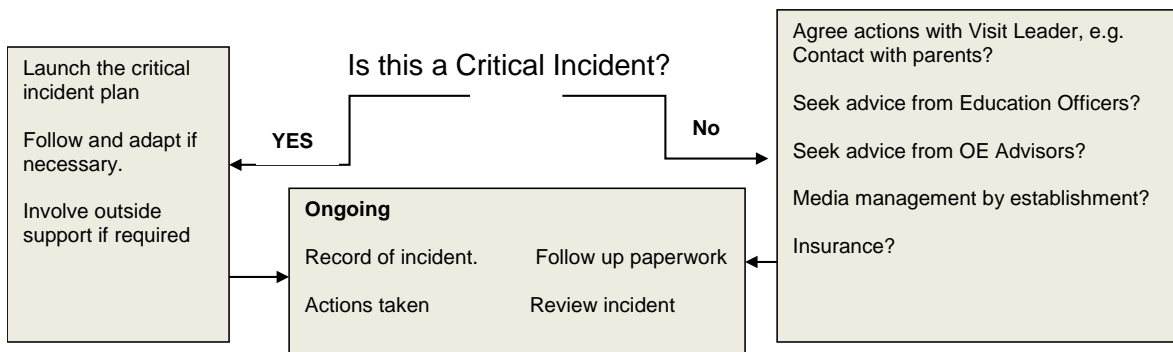 Is this a Critical Incident?
YES
No
Launch the critical
incident plan
Follow and adapt if
necessary.
Involve outside
support if required
Agree actions with Visit Leader, e.g.
Contact with parents?
Seek advice from Education Officers?
Seek advice from OE Advisors?
Media management by establishment?
Insurance?
Ongoing
Record of incident. Follow up paperwork
Actions taken Review incident